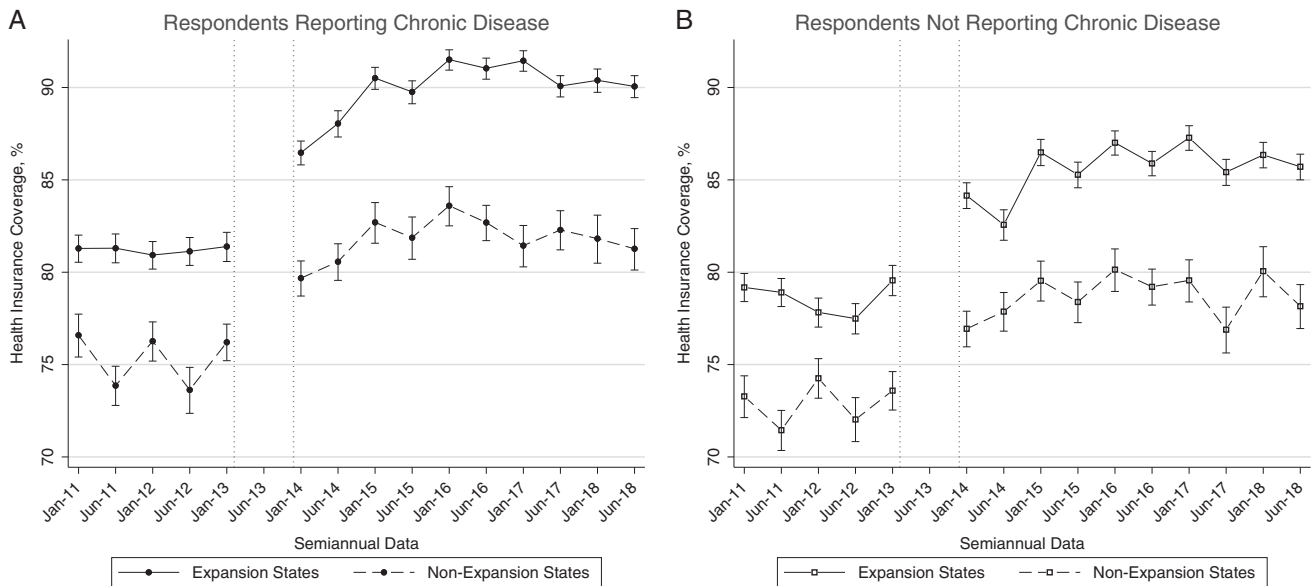 A
Respondents Reporting Chronic Disease
Health Insurance Coverage, %
90
85
80
75
70
Jan-11
Jun-11
Jan-12
Jun-12
Jan-13
Jun-13
Jan-14
Jun-14
Jan-15
Jun-15
Jan-16
Jun-16
Jan-17
Jun-17
Jan-18
Jun-18
Semiannual Data
Expansion States Non-Expansion States
B
Respondents Not Reporting Chronic Disease
Health Insurance Coverage, %
90
85
80
75
70
Jan-11
Jun-11
Jan-12
Jun-12
Jan-13
Jun-13
Jan-14
Jun-14
Jan-15
Jun-15
Jan-16
Jun-16
Jan-17
Jun-17
Jan-18
Jun-18
Semiannual Data
Expansion States Non-Expansion States